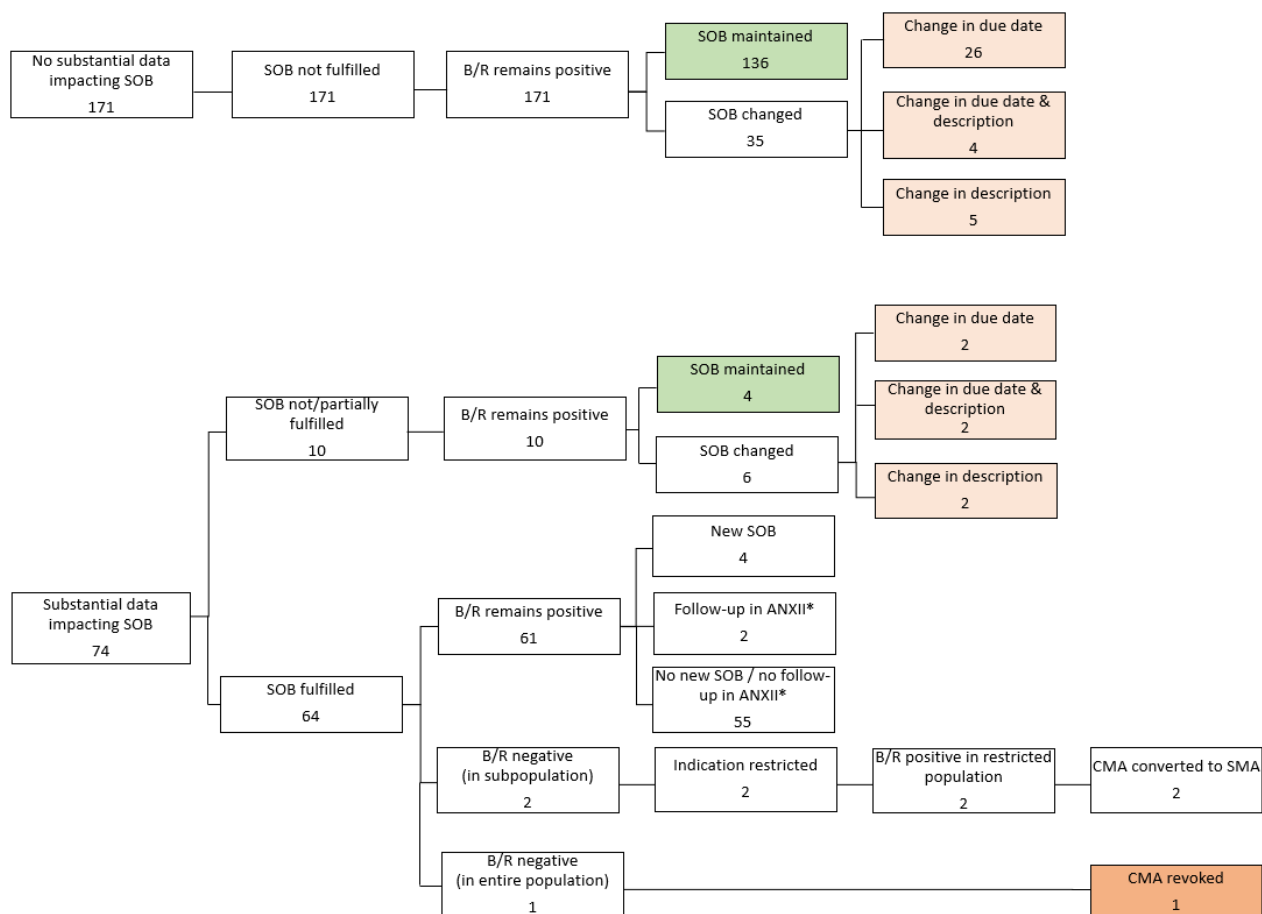 No substantial data
impacting SOB
171
SOB not fulfilled
171
B/R remains positive
171
SOB maintained
136
SOB changed
35
Change in due date
26
Change in due date &
description
4
Change in description
5
Substantial data
impacting SOB
74
SOB not/partially
fulfilled
10
B/R remains positive
10
SOB maintained
4
SOB changed
6
Change in due date
2
Change in due date &
description
2
Change in description
2
SOB fulfilled
64
B/R remains positive
61
New SOB
4
Follow-up in ANXII*
2
No new SOB / no follow-
up in ANXII*
55
B/R negative
(in subpopulation)
2
Indication restricted
2
B/R positive in restricted
population
2
CMA converted to SMA
2
B/R negative
(in entire population)
1
CMA revoked
1